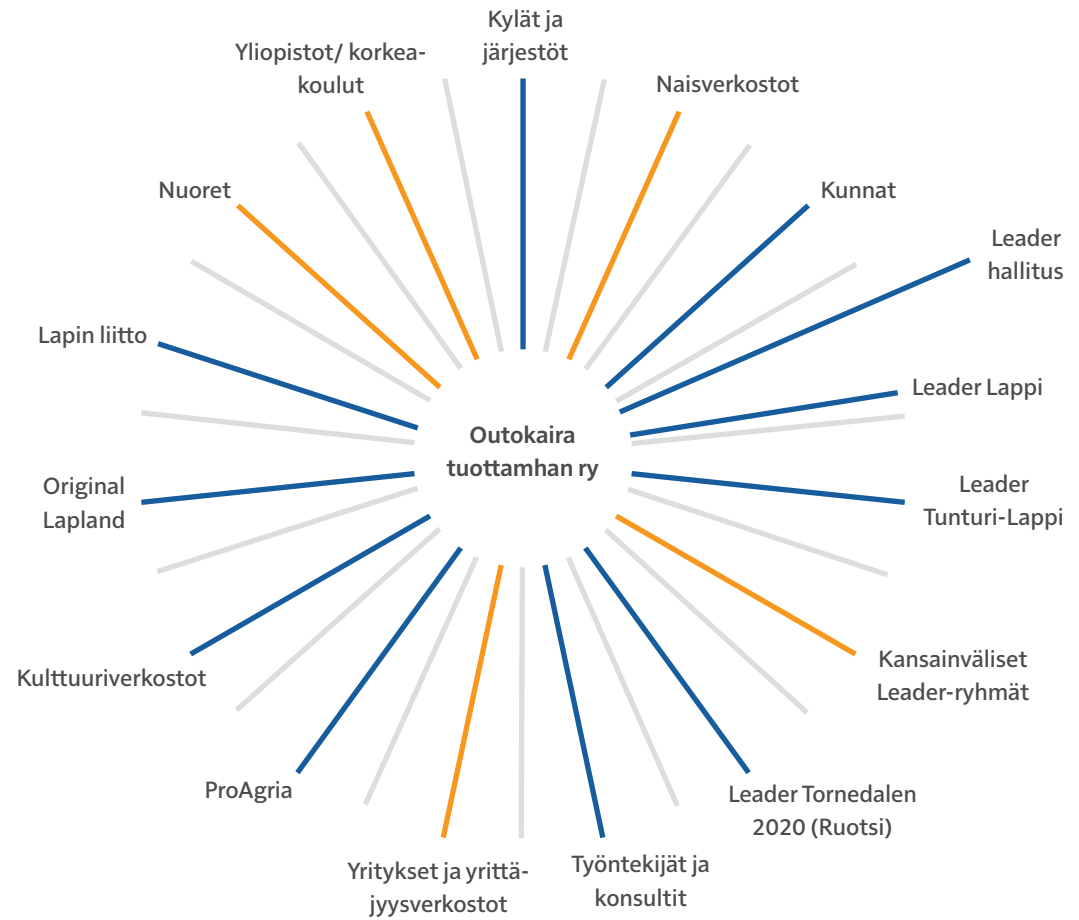 Kylät ja
järjestöt
Yliopistot/ korkea-
koulut
Naisverkostot
Nuoret
Kunnat
Leader
hallitus
Lapin liitto
Leader Lappi
Outokaira
tuottamhan ry
Original
Lapland
Leader
Tunturi-Lappi
Kulttuuriverkostot
Kansainväliset
Leader-ryhmät
ProAgria
Leader Tornedalen
2020 (Ruotsi)
Yritykset ja yrittä-
jyysverkostot
Työntekijät ja
konsultit